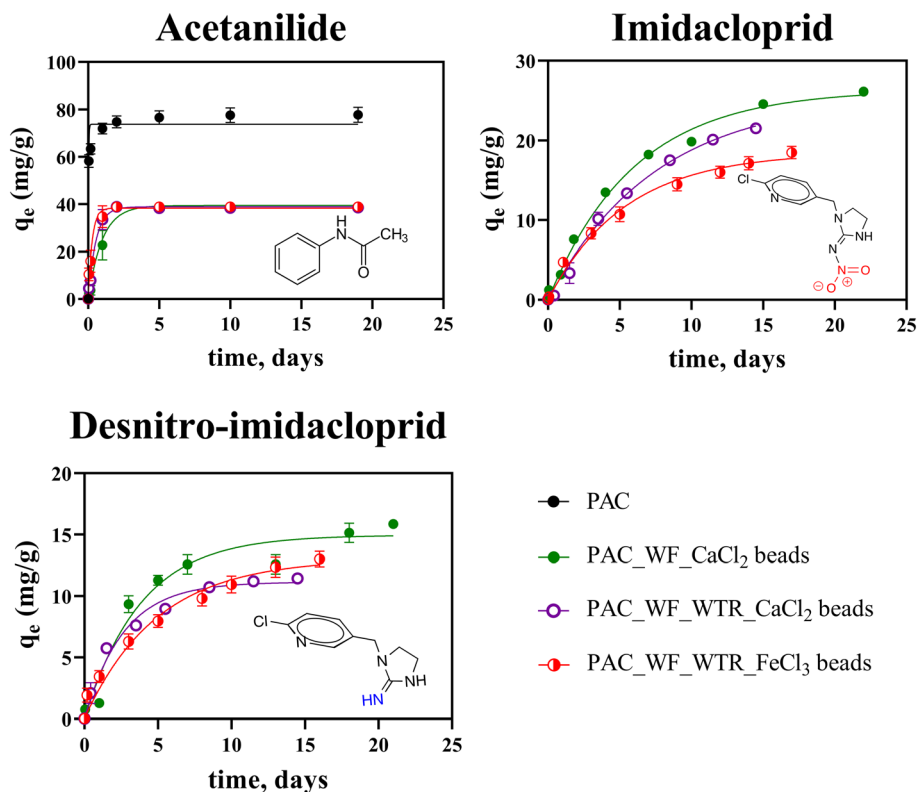 Acetanilide
100
80
60
40
20
0
0 5 10 15 20 25
qe (mg/g)
time, days
H
N
CH3
O
Imidacloprid
30
20
10
0
0 5 10 15 20 25
qe (mg/g)
time, days
Cl
N
N
NH
N
N
O
O
⊖
⊕
Desnitro-imidacloprid
20
15
10
5
0
0 5 10 15 20 25
qe (mg/g)
time, days
Cl
N
N
NH
HN
PAC
PAC_WF_CaCl2 beads
PAC_WF_WTR_CaCl2 beads
PAC_WF_WTR_FeCl3 beads